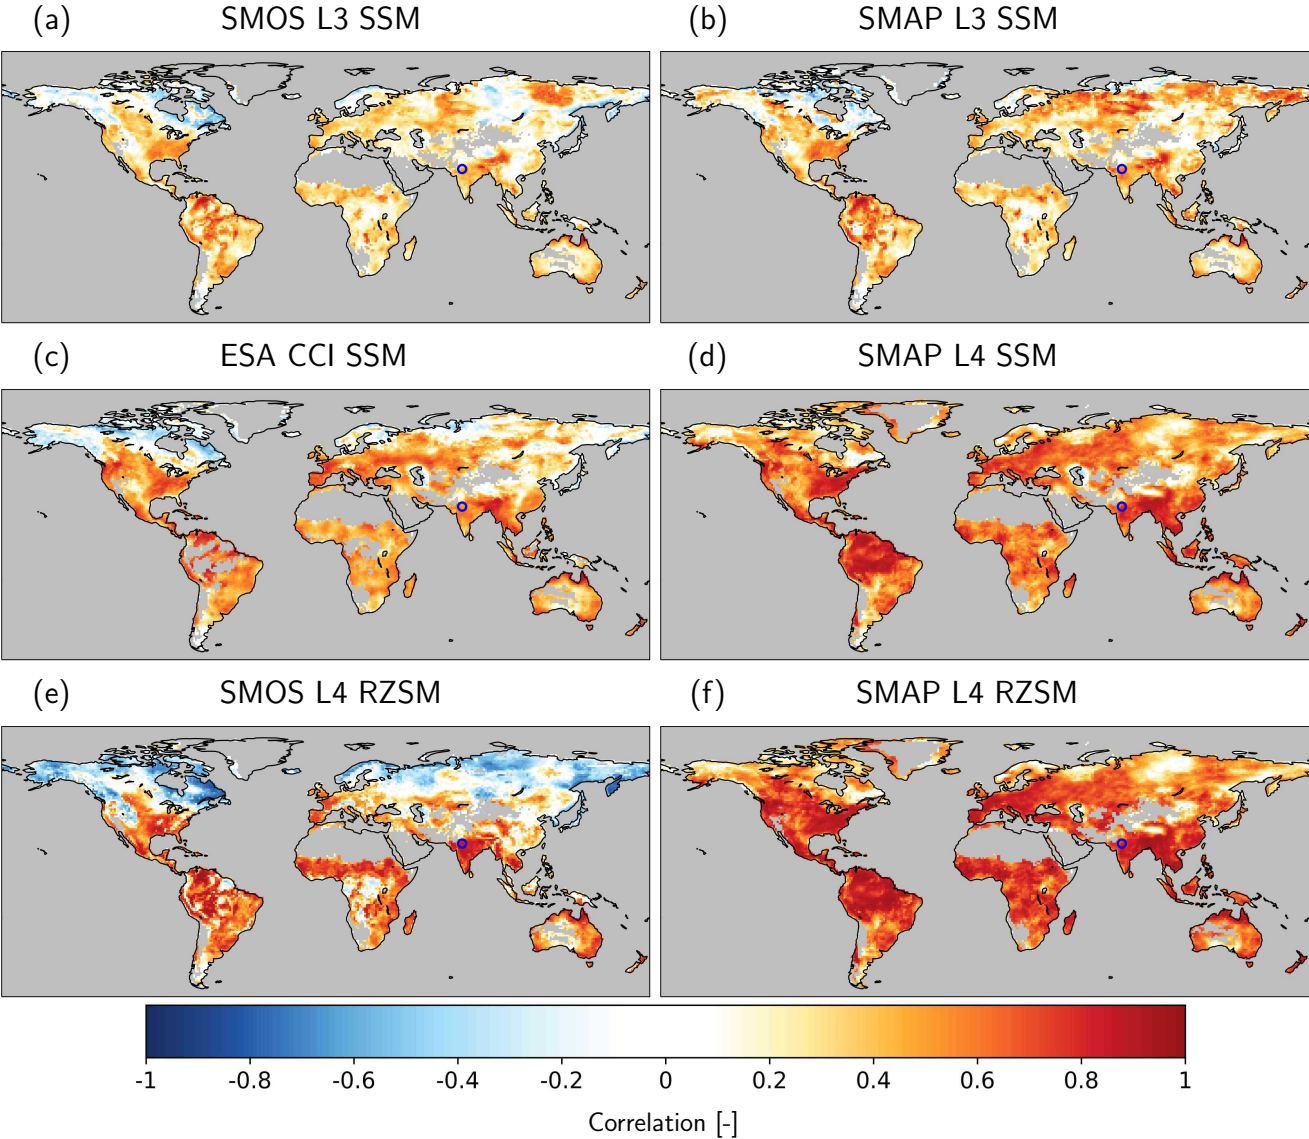 (a) SMOS L3 SSM
(b) SMAP L3 SSM
(c) ESA CCI SSM
(d) SMAP L4 SSM
(e) SMOS L4 RZSM
(f) SMAP L4 RZSM
-1 -0.8 -0.6 -0.4 -0.2 0 0.2 0.4 0.6 0.8 1
Correlation [-]